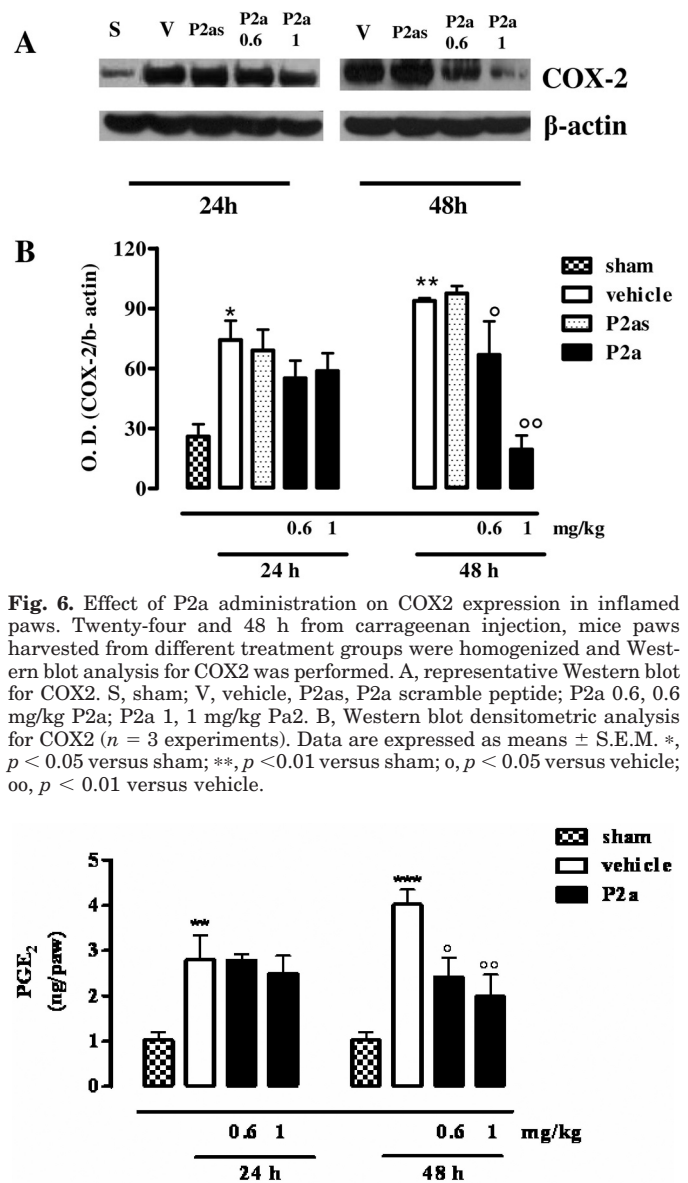 A
S V P2as P2a 0.6 P2a 1
V P2as P2a 0.6 P2a 1
COX-2
β-actin
24h 48h
B
120
90
60
30
0
O. D. (COX-2/b- actin)
*
**
o
oo
sham
vehicle
P2as
P2a
0.6 1 0.6 1 mg/kg
24 h 48 h
Fig. 6. Effect of P2a administration on COX2 expression in inflamed
paws. Twenty-four and 48 h from carrageenan injection, mice paws
harvested from different treatment groups were homogenized and West-
ern blot analysis for COX2 was performed. A, representative Western blot
for COX2. S, sham; V, vehicle, P2as, P2a scramble peptide; P2a 0.6, 0.6
mg/kg P2a; P2a 1, 1 mg/kg Pa2. B, Western blot densitometric analysis
for COX2 (n = 3 experiments). Data are expressed as means ± S.E.M. *,
p < 0.05 versus sham; **, p <0.01 versus sham; o, p < 0.05 versus vehicle;
oo, p < 0.01 versus vehicle.
sham
vehicle
P2a
5
4
3
2
1
0
PGE2
(ng/paw)
**
***
o
oo
0.6 1 0.6 1 mg/kg
24 h 48 h